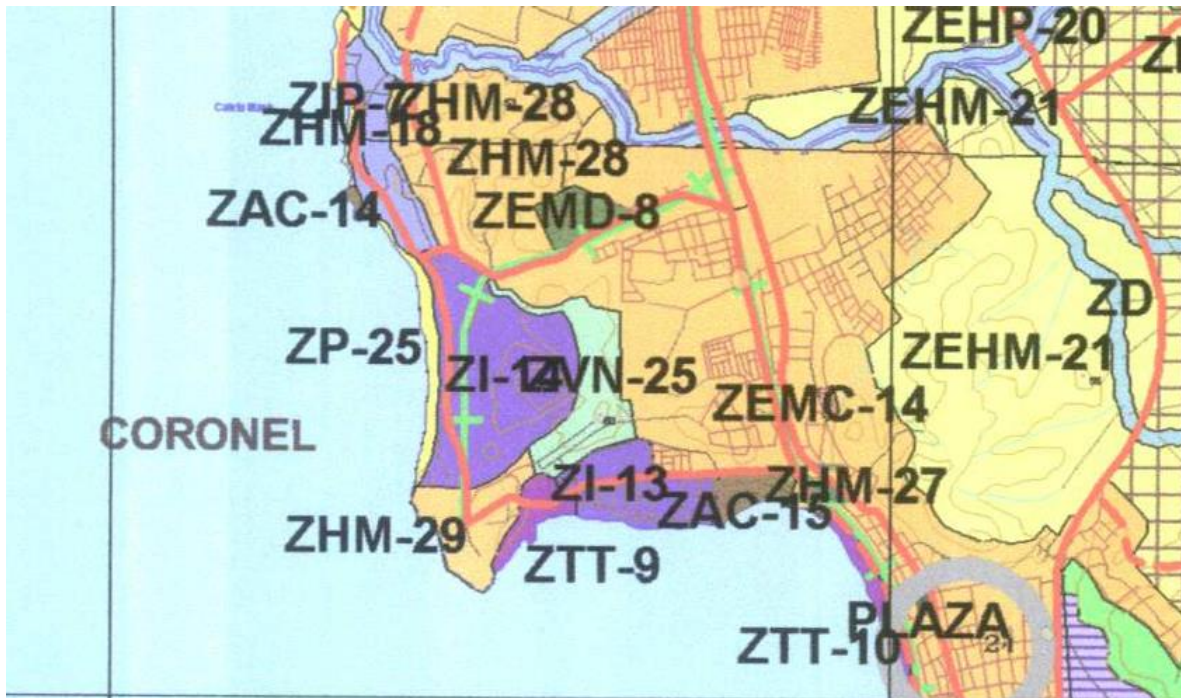 ZEHP-20
ZIP-7
ZHM-28
ZEHM-21
ZHM-18
ZHM-28
ZAC-14
ZEMD-8
ZD
ZP-25
ZI-14
ZVN-25
ZEHM-21
ZEMC-14
CORONEL
ZI-13
ZHM-27
ZAC-15
ZHM-29
ZTT-9
PLAZA
ZTT-10